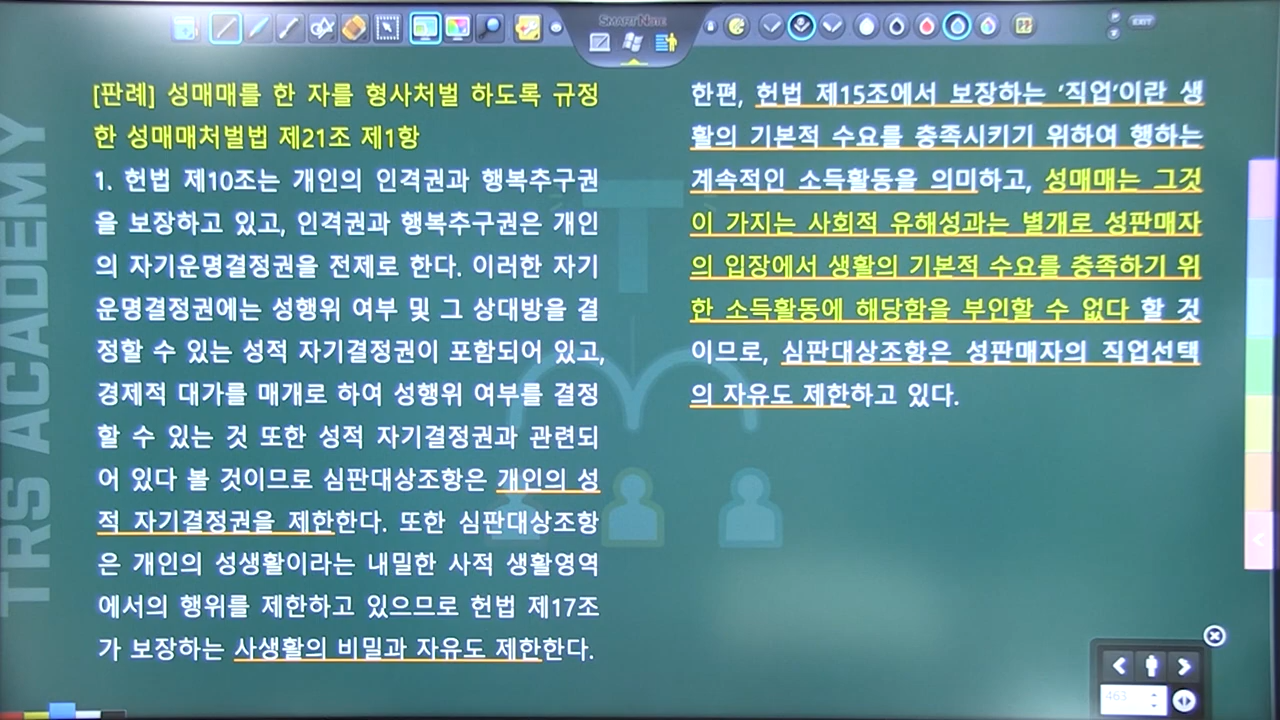 SMART NOTE
EXIT
[판례] 성매매를 한 자를 형사처벌 하도록 규정
한 성매매처벌법 제21조 제1항
1. 헌법 제10조는 개인의 인격권과 행복추구권
을 보장하고 있고, 인격권과 행복추구권은 개인
의 자기운명결정권을 전제로 한다. 이러한 자기
운명결정권에는 성행위 여부 및 그 상대방을 결
정할 수 있는 성적 자기결정권이 포함되어 있고,
경제적 대가를 매개로 하여 성행위 여부를 결정
할 수 있는 것 또한 성적 자기결정권과 관련되
어 있다 볼 것이므로 심판대상조항은 개인의 성
적 자기결정권을 제한한다. 또한 심판대상조항
은 개인의 성생활이라는 내밀한 사적 생활영역
에서의 행위를 제한하고 있으므로 헌법 제17조
가 보장하는 사생활의 비밀과 자유도 제한한다.
한편, 헌법 제15조에서 보장하는 '직업'이란 생
활의 기본적 수요를 충족시키기 위하여 행하는
계속적인 소득활동을 의미하고, 성매매는 그것
이 가지는 사회적 유해성과는 별개로 성판매자
의 입장에서 생활의 기본적 수요를 충족하기 위
한 소득활동에 해당함을 부인할 수 없다 할 것
이므로, 심판대상조항은 성판매자의 직업선택
의 자유도 제한하고 있다.
TRS ACADEMY
463